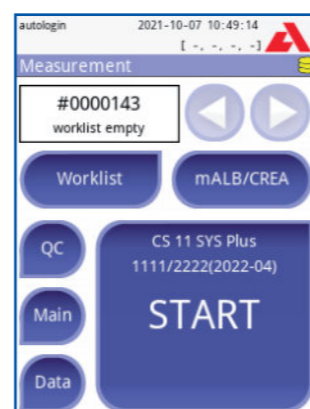 autologin 2021-10-07 10:49:14
[ -, -, -, -]
Measurement
#0000143
worklist empty
Worklist mALB/CREA
QC
CS 11 SYS Plus
1111/2222(2022-04)
START
Main
Data